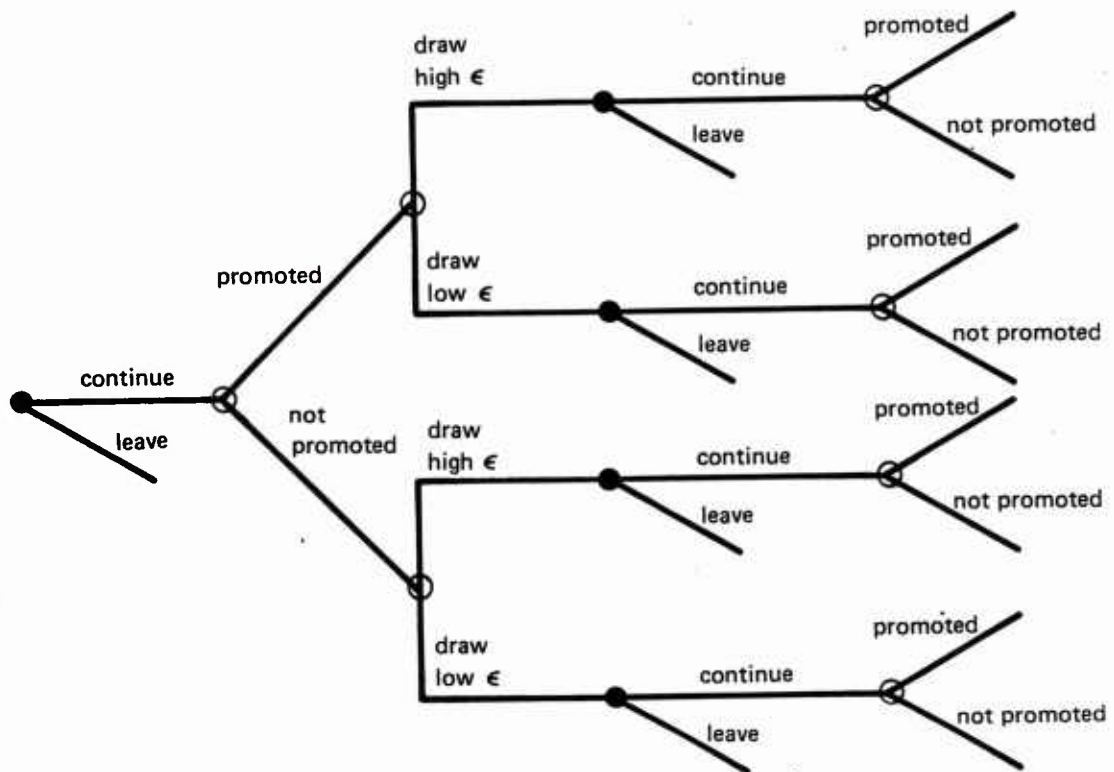 draw
high ϵ
continue
promoted
leave
not promoted
promoted
draw
low ϵ
continue
promoted
leave
not promoted
continue
leave
not
promoted
draw
high ϵ
continue
promoted
leave
not promoted
draw
low ϵ
continue
promoted
leave
not promoted